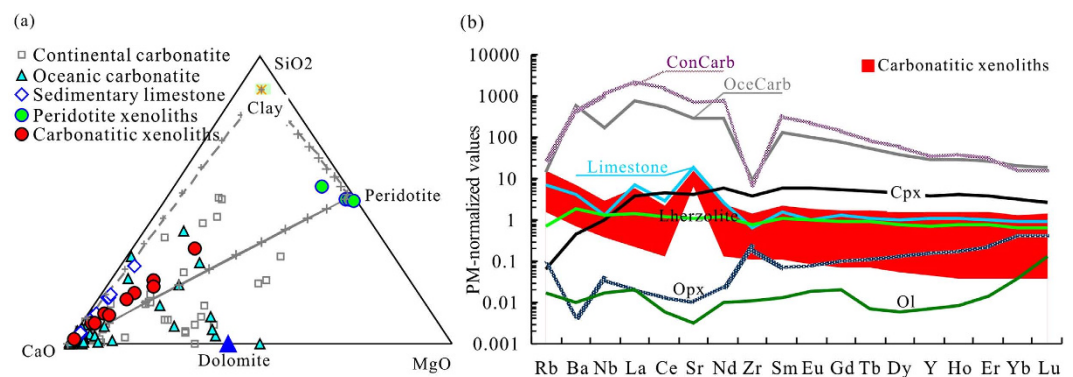 (a)
Continental carbonatite
Oceanic carbonatite
Sedimentary limestone
Peridotite xenoliths
Carbonatitic xenoliths
SiO2
Clay
Peridotite
CaO
Dolomite
MgO
(b)
PM-normalized values
10000
1000
100
10
1
0.1
0.01
0.001
ConCarb
OceCarb
Carbonatitic xenoliths
Limestone
Cpx
Lherzolite
Opx
Ol
Rb Ba Nb La Ce Sr Nd Zr Sm Eu Gd Tb Dy Y Ho Er Yb Lu